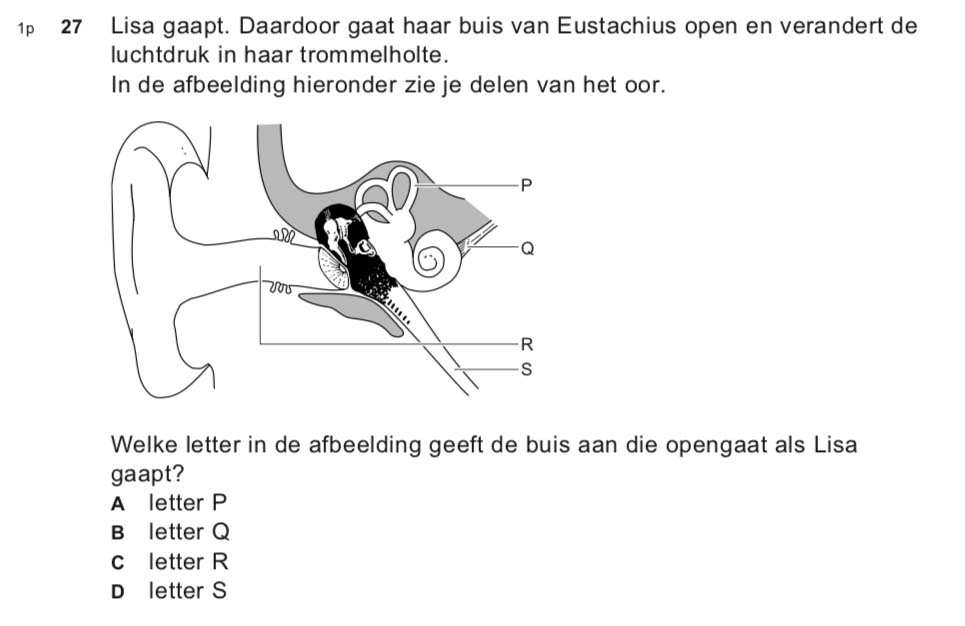 1p 27 Lisa gaapt. Daardoor gaat haar buis van Eustachius open en verandert de
luchtdruk in haar trommelholte.
In de afbeelding hieronder zie je delen van het oor.
P
Q
R
S
Welke letter in de afbeelding geeft de buis aan die opengaat als Lisa
gaapt?
A letter P
B letter Q
C letter R
D letter S